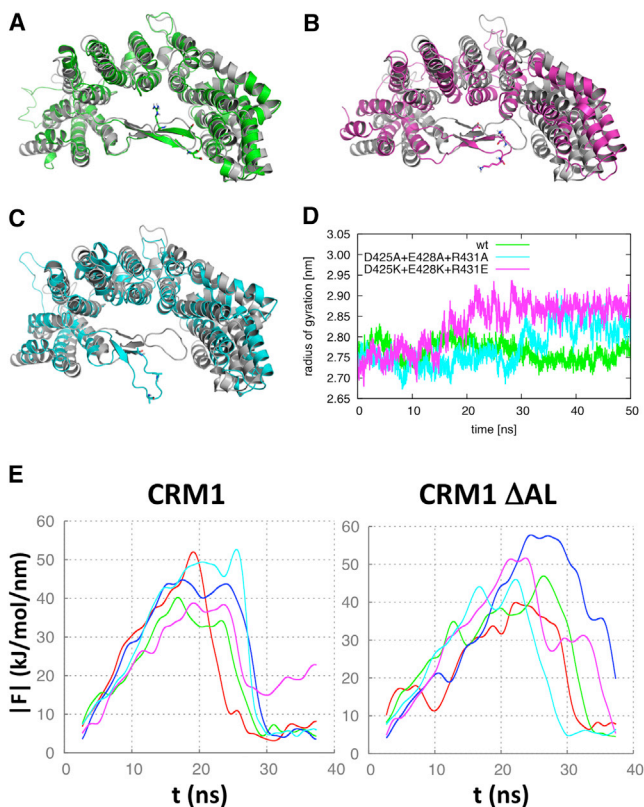 A
B
C
D
3.05
3.00
2.95
2.90
2.85
2.80
2.75
2.70
2.65
radius of gyration [nm]
wt
D425A+E428A+R431A
D425K+E428K+R431E
0
10
20
30
40
50
time [ns]
E
CRM1
CRM1 ΔAL
60
50
40
30
20
10
0
|F| (kJ/mol/nm)
0
10
20
30
40
t (ns)
60
50
40
30
20
10
0
0
10
20
30
40
t (ns)